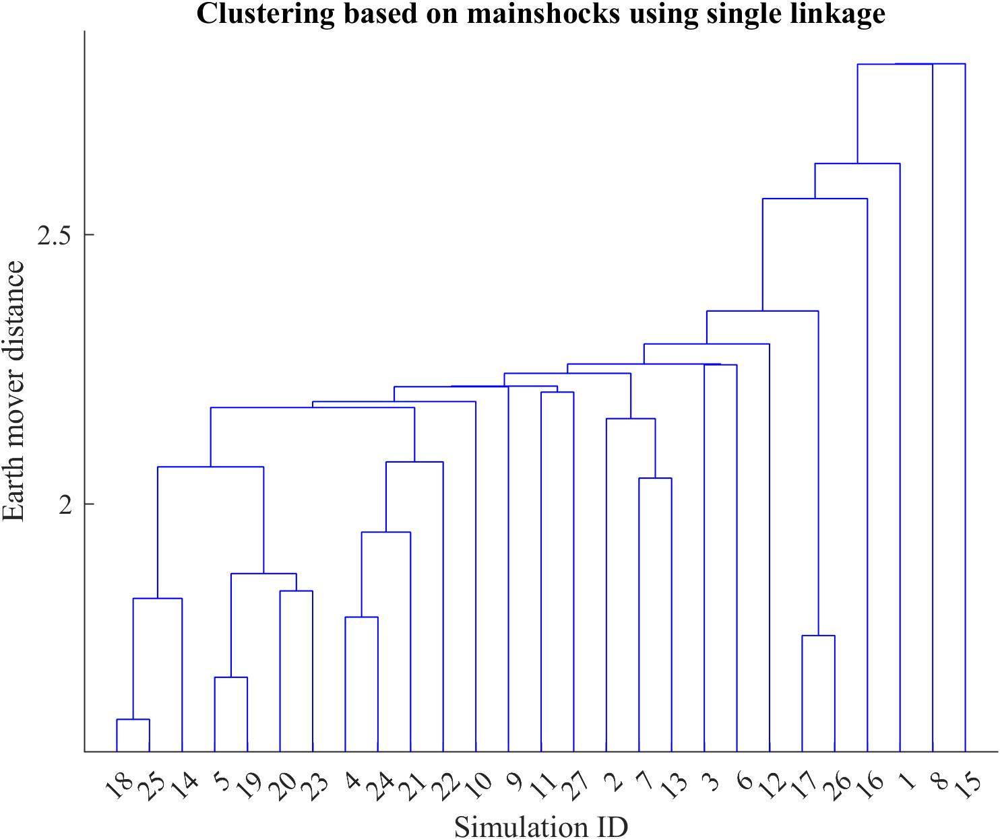 Clustering based on mainshocks using single linkage
Earth mover distance
2.5
2
18 25 14 5 19 20 23 4 24 21 22 10 9 11 27 2 7 13 3 6 12 17 26 16 1 8 15
Simulation ID